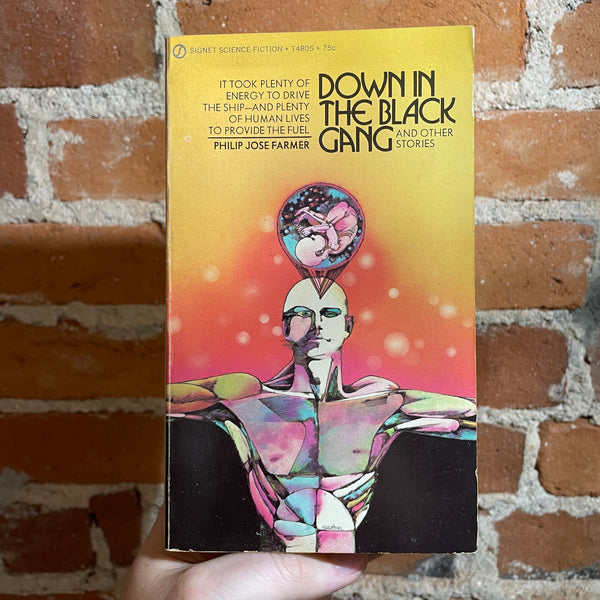 SIGNET SCIENCE-FICTION • T4805 • 75c
IT TOOK PLENTY OF
ENERGY TO DRIVE
THE SHIP—AND PLENTY
OF HUMAN LIVES
TO PROVIDE THE FUEL
PHILIP JOSE FARMER
DOWN IN
THE BLACK
GANG
AND OTHER
STORIES